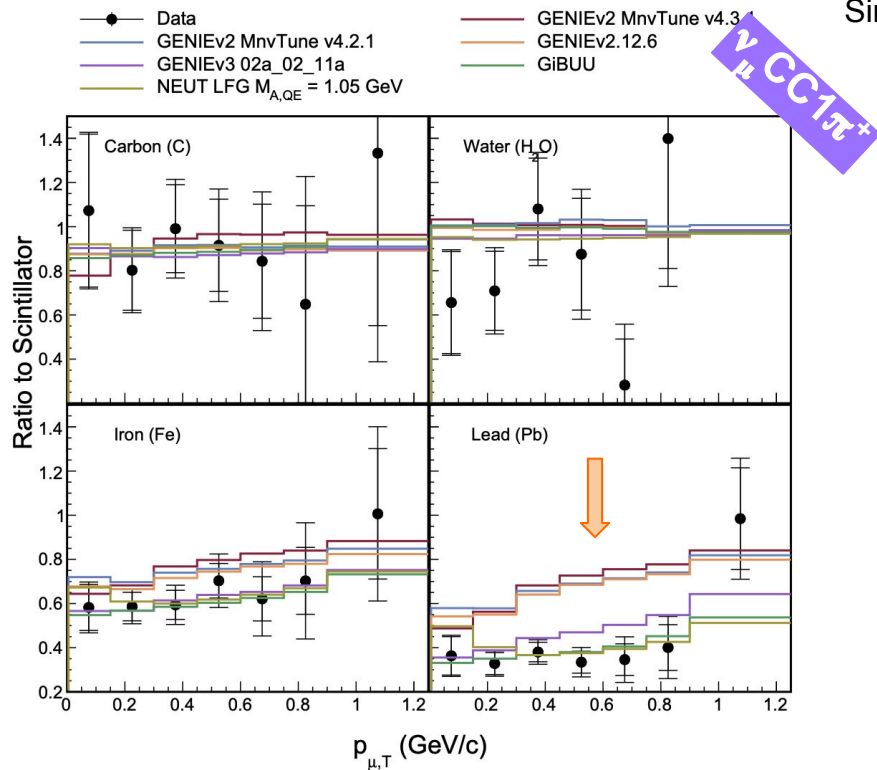 Data
GENIEv2 MnvTune v4.2.1
GENIEv3 02a_02_11a
NEUT LFG M_A,QE = 1.05 GeV
GENIEv2 MnvTune v4.3.1
GENIEv2.12.6
GiBUU
ν_μ CC1π⁺
Ratio to Scintillator
Carbon (C)
1.4
1.2
1
0.8
0.6
0.4
Water (H₂O)
Iron (Fe)
1.4
1.2
1
0.8
0.6
0.4
0.2
Lead (Pb)
0 0.2 0.4 0.6 0.8 1 1.2
0.2 0.4 0.6 0.8 1 1.2
p_μ,T (GeV/c)